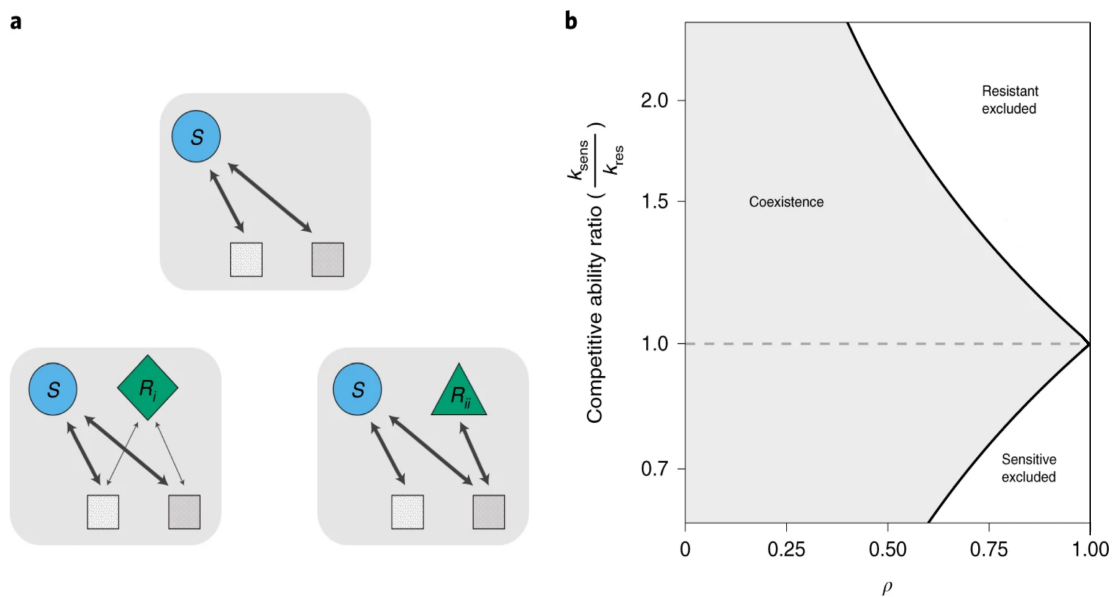 a
S
S
R_i
S
R_ii
b
Competitive ability ratio ( k_sens / k_res )
2.0
1.5
1.0
0.7
Resistant
excluded
Coexistence
Sensitive
excluded
0
0.25
0.50
0.75
1.00
ρ